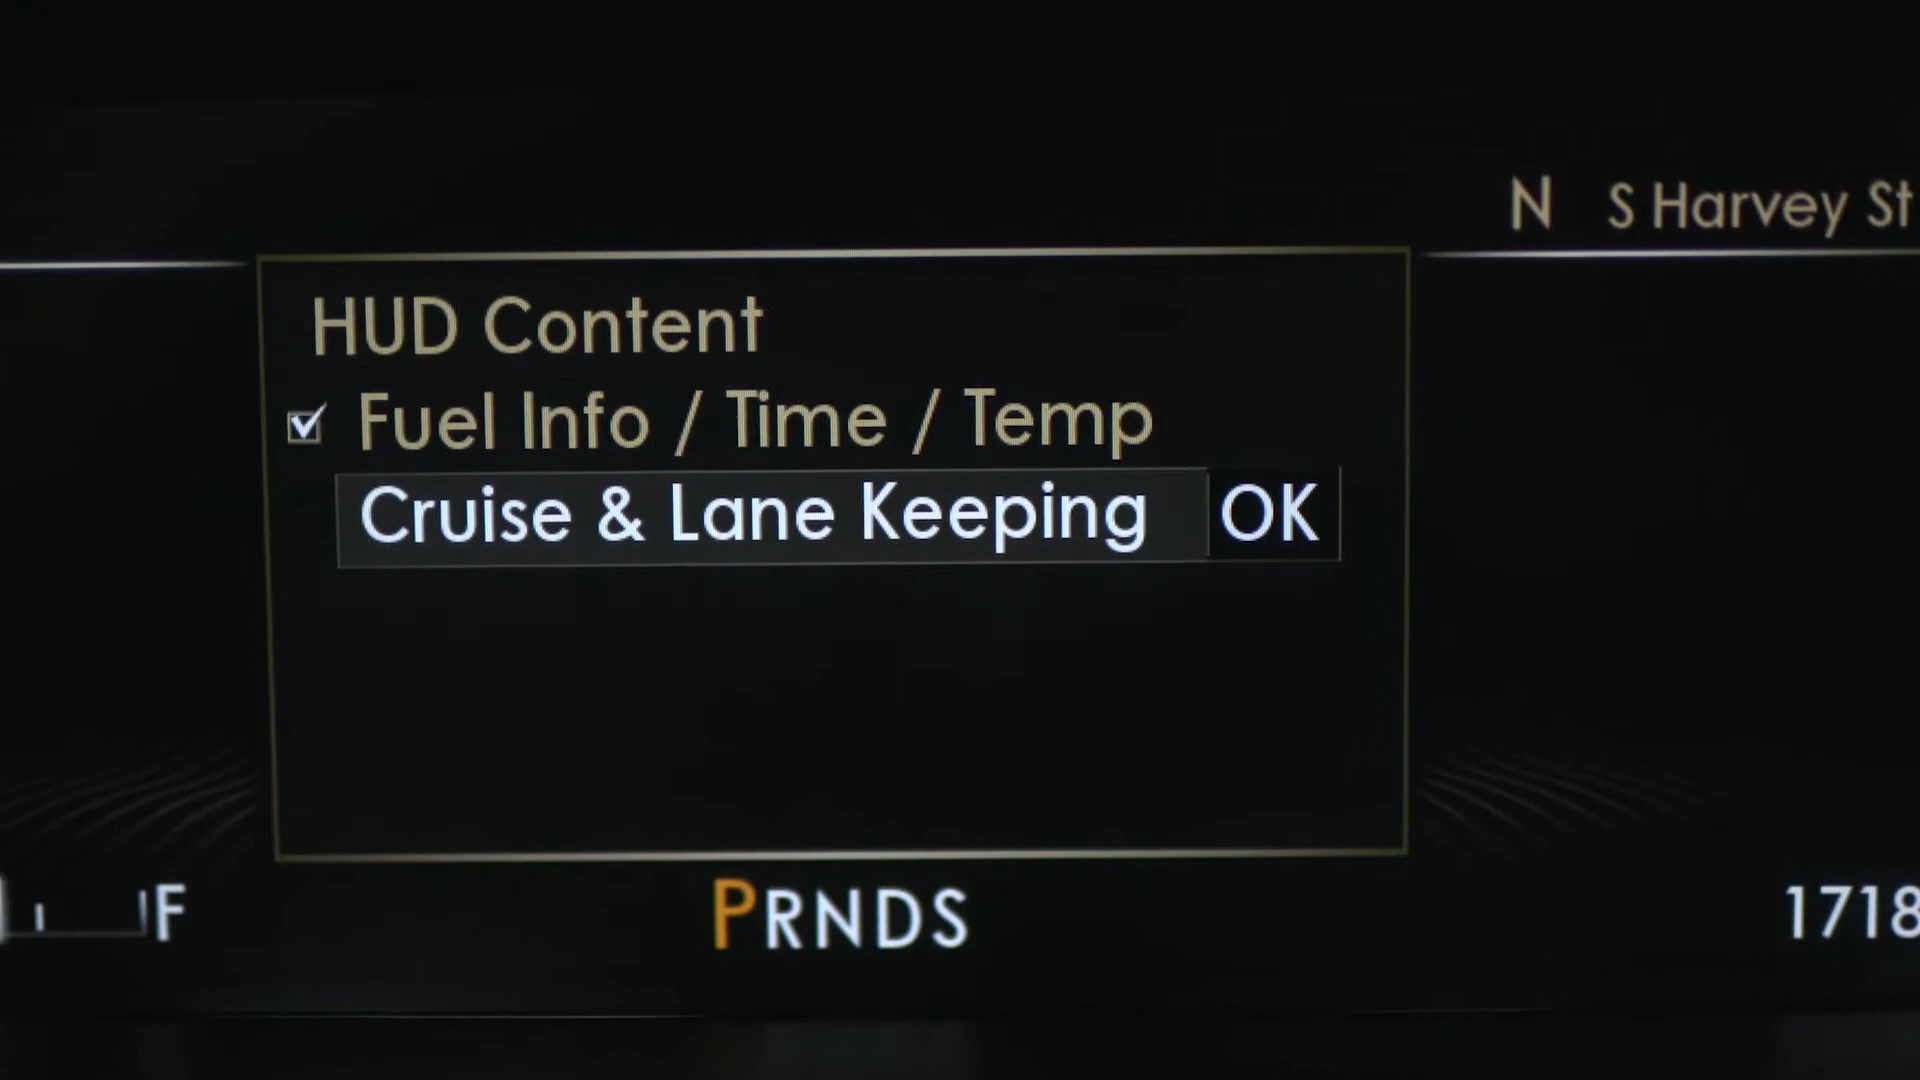 N S Harvey St
HUD Content
Fuel Info / Time / Temp
Cruise & Lane Keeping OK
F PRNDS 1718